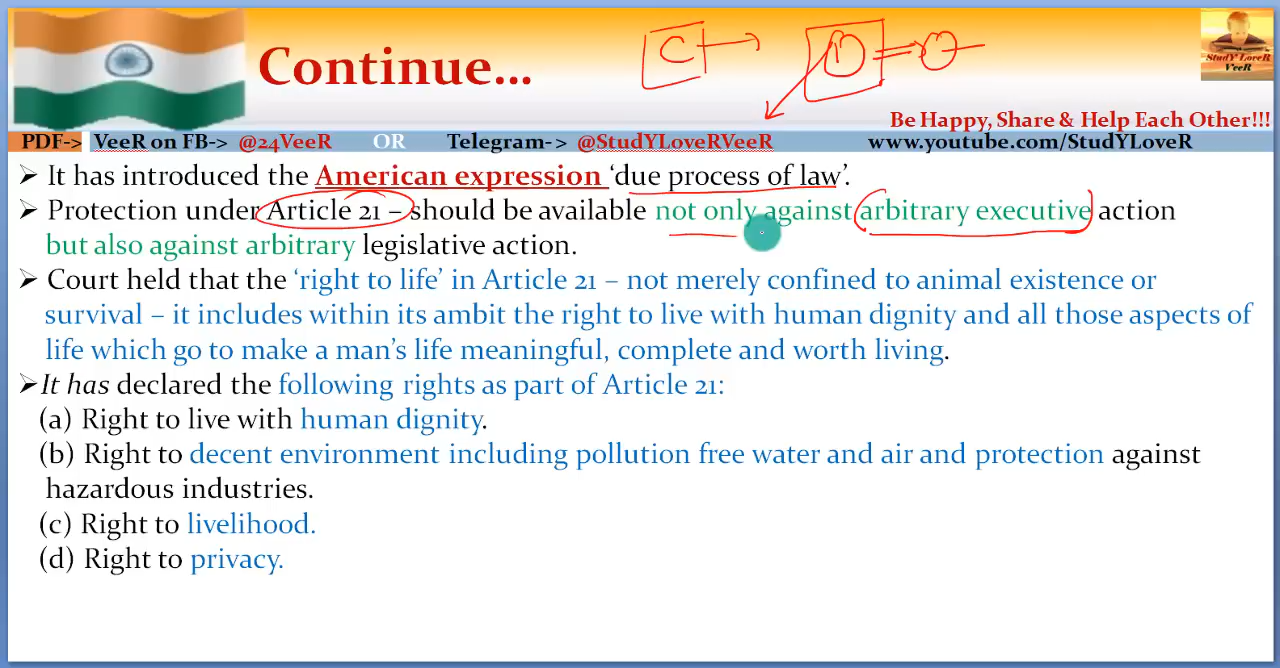 Continue...
C D
StudY LoveR
VeeR
Be Happy, Share & Help Each Other!!!
PDF-> VeeR on FB-> @24VeeR OR Telegram-> @StudYLoveRVeeR www.youtube.com/StudYLoveR
➢ It has introduced the American expression 'due process of law'.
➢ Protection under Article 21 – should be available not only against arbitrary executive action
but also against arbitrary legislative action.
➢ Court held that the 'right to life' in Article 21 – not merely confined to animal existence or
survival – it includes within its ambit the right to live with human dignity and all those aspects of
life which go to make a man's life meaningful, complete and worth living.
➢ It has declared the following rights as part of Article 21:
(a) Right to live with human dignity.
(b) Right to decent environment including pollution free water and air and protection against
hazardous industries.
(c) Right to livelihood.
(d) Right to privacy.